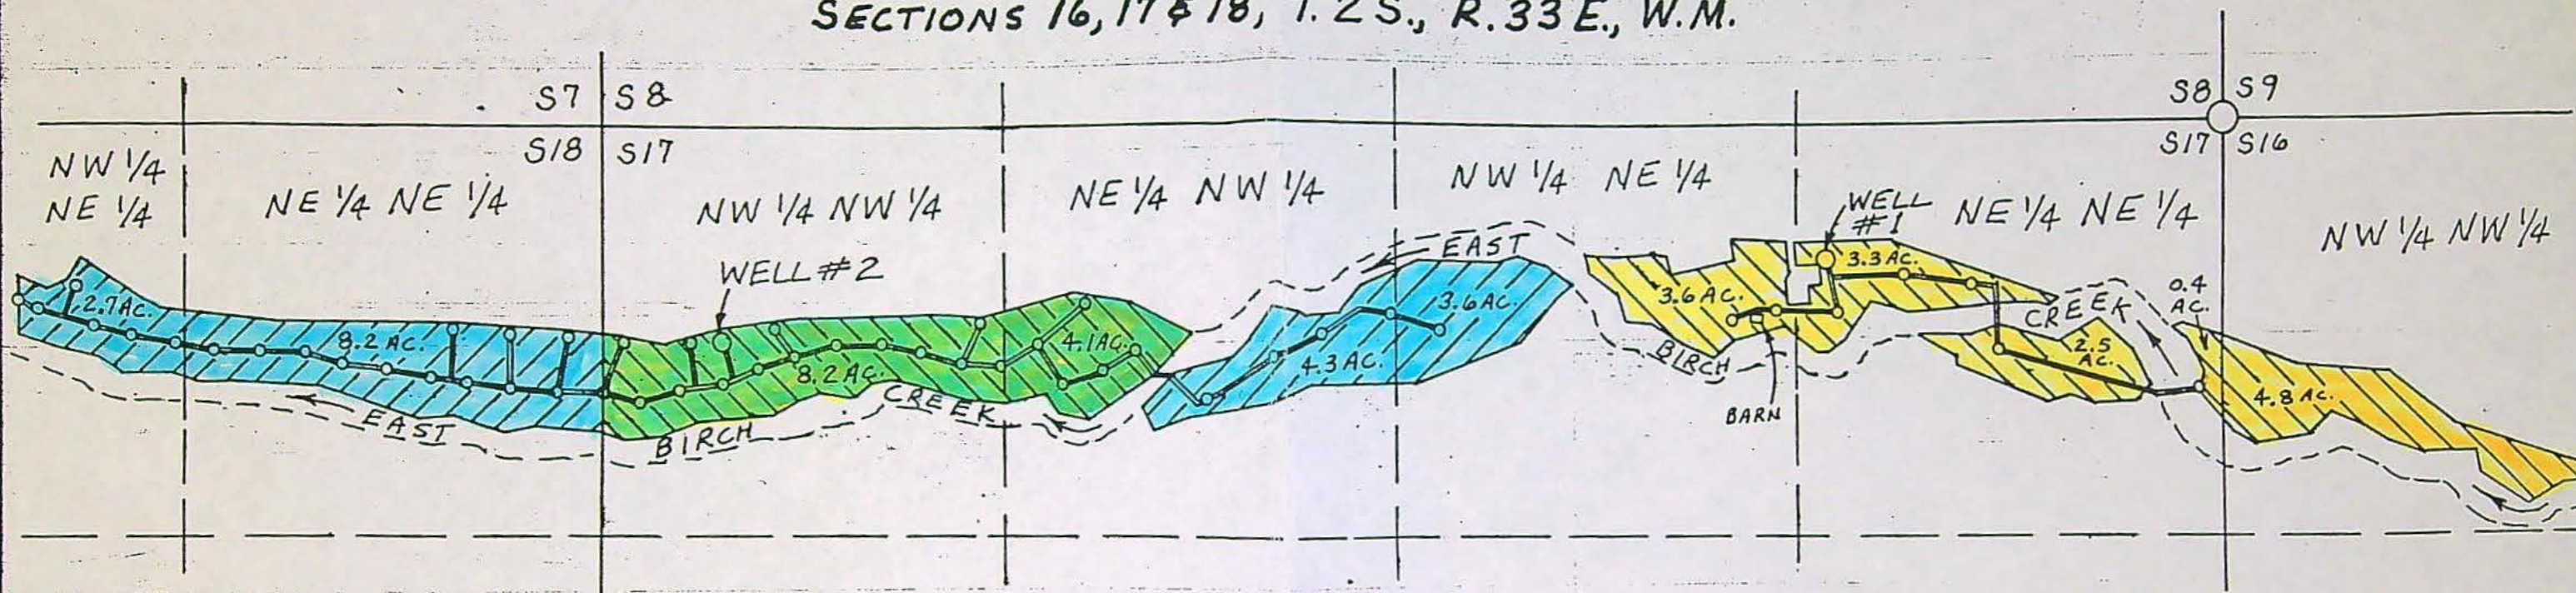 SECTIONS 16, 17 & 18, T. 2 S., R. 33 E., W.M.
S7 S8
S8 S9
S18 S17
S17 S16
NW 1/4
NE 1/4
NE 1/4 NE 1/4
NW 1/4 NW 1/4
NE 1/4 NW 1/4
NW 1/4 NE 1/4
WELL
#1
NE 1/4 NE 1/4
NW 1/4 NW 1/4
WELL #2
EAST
2.7 AC.
8.2 AC.
8.2 AC.
4.1 AC.
4.3 AC.
3.6 AC.
3.6 AC.
3.3 AC.
CREEK
0.4
AC.
2.5
AC.
4.8 AC.
BIRCH
BARN
EAST
BIRCH
CREEK